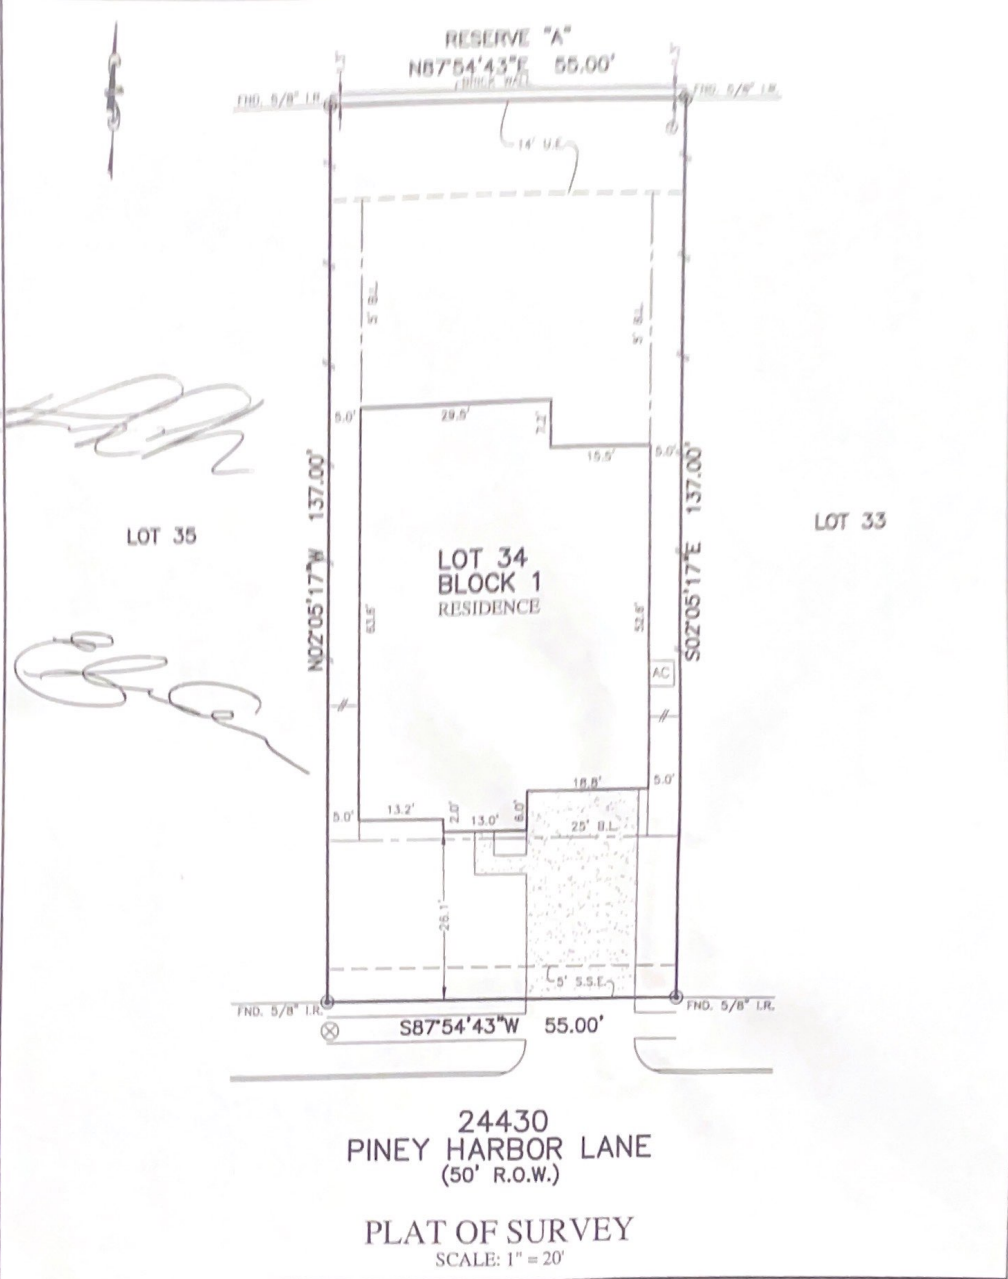 RESERVE "A"
N87°54'43"E 55.00'
BRICK WALL
FND. 5/8" I.R.
FND. 5/8" I.R.
14' U.E.
5' B.L.
5' B.L.
5.0'
29.5'
7.2'
15.5'
5.0'
N02°05'17"W 137.00'
S02°05'17"E 137.00'
LOT 35
LOT 33
LOT 34
BLOCK 1
RESIDENCE
63.8'
52.8'
AC
18.8'
5.0'
5.0'
13.2'
2.0'
13.0'
6.0'
25' B.L.
26.1'
5' S.S.E.
FND. 5/8" I.R.
FND. 5/8" I.R.
S87°54'43"W 55.00'
24430
PINEY HARBOR LANE
(50' R.O.W.)
PLAT OF SURVEY
SCALE: 1" = 20'